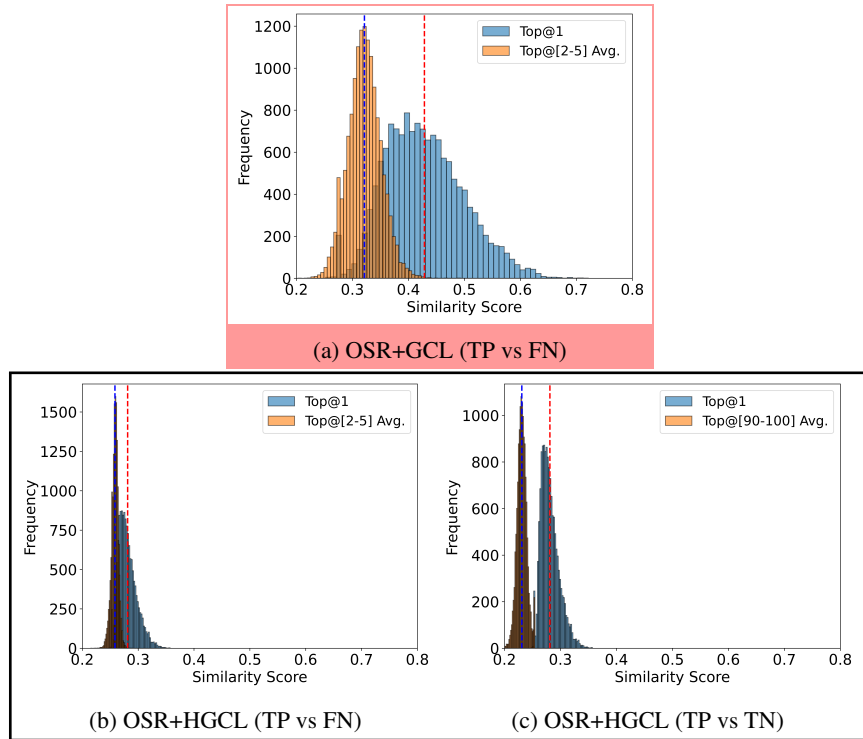 Top@1
Top@[2-5] Avg.
1200
1000
800
600
400
200
0
Frequency
0.2 0.3 0.4 0.5 0.6 0.7 0.8
Similarity Score
(a) OSR+GCL (TP vs FN)
Top@1
Top@[2-5] Avg.
1500
1250
1000
750
500
250
0
Frequency
0.2 0.3 0.4 0.5 0.6 0.7 0.8
Similarity Score
(b) OSR+HGCL (TP vs FN)
Top@1
Top@[90-100] Avg.
1000
800
600
400
200
0
Frequency
0.2 0.3 0.4 0.5 0.6 0.7 0.8
Similarity Score
(c) OSR+HGCL (TP vs TN)